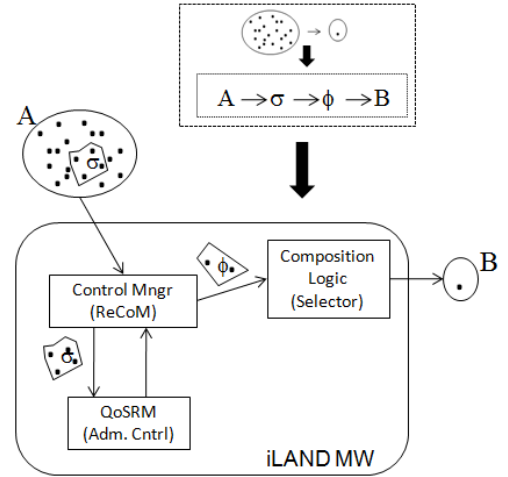 A → σ → ϕ → B
A
σ
ϕ
Composition
Logic
(Selector)
B
Control Mngr
(ReCoM)
σ
QoSRM
(Adm. Cntrl)
iLAND MW